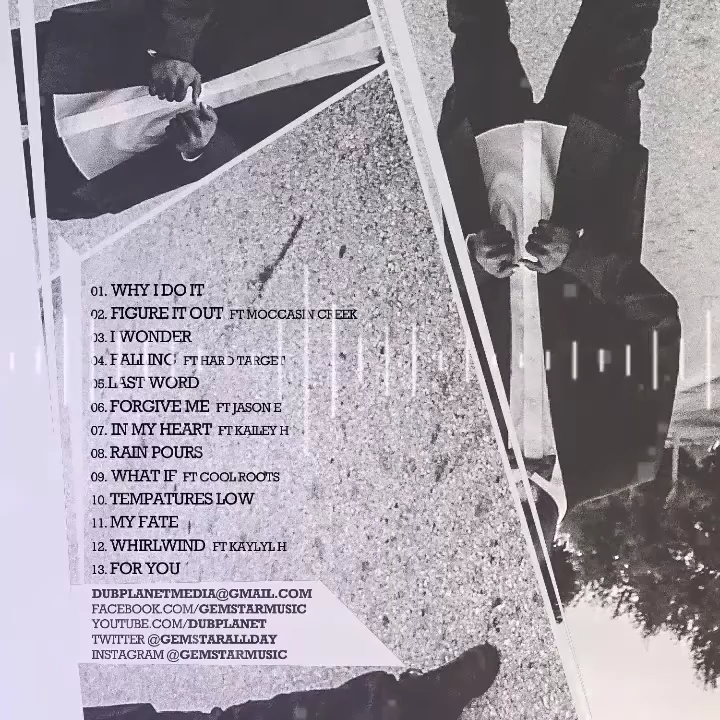 01. WHY I DO IT
02. FIGURE IT OUT FT MOCCASIN CREEK
03. I WONDER
04. FALLING FT HARD TARGET
05. LAST WORD
06. FORGIVE ME FT JASON E
07. IN MY HEART FT KAILEY H
08. RAIN POURS
09. WHAT IF FT COOL ROOTS
10. TEMPATURES LOW
11. MY FATE
12. WHIRLWIND FT KAYLYL H
13. FOR YOU
DUBPLANETMEDIA@GMAIL.COM
FACEBOOK.COM/GEMSTARMUSIC
YOUTUBE.COM/DUBPLANET
TWITTER @GEMSTARALLDAY
INSTAGRAM @GEMSTARMUSIC